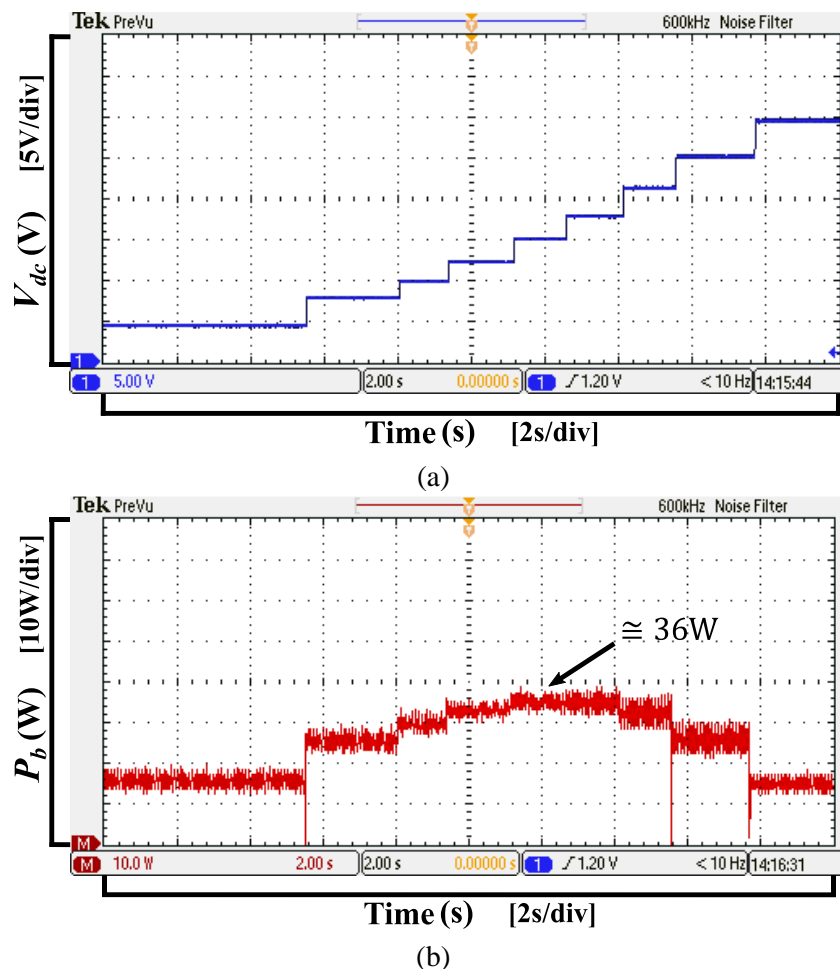 Tek PreVu 600kHz Noise Filter
T
T
V_dc (V) [5V/div]
1
1 5.00 V 2.00 s 0.00000 s 1 1.20 V < 10 Hz 14:15:44
Time (s) [2s/div]
(a)
Tek PreVu 600kHz Noise Filter
T
T
P_b (W) [10W/div]
≅ 36W
M
M 10.0 W 2.00 s 2.00 s 0.00000 s 1 1.20 V < 10 Hz 14:16:31
Time (s) [2s/div]
(b)